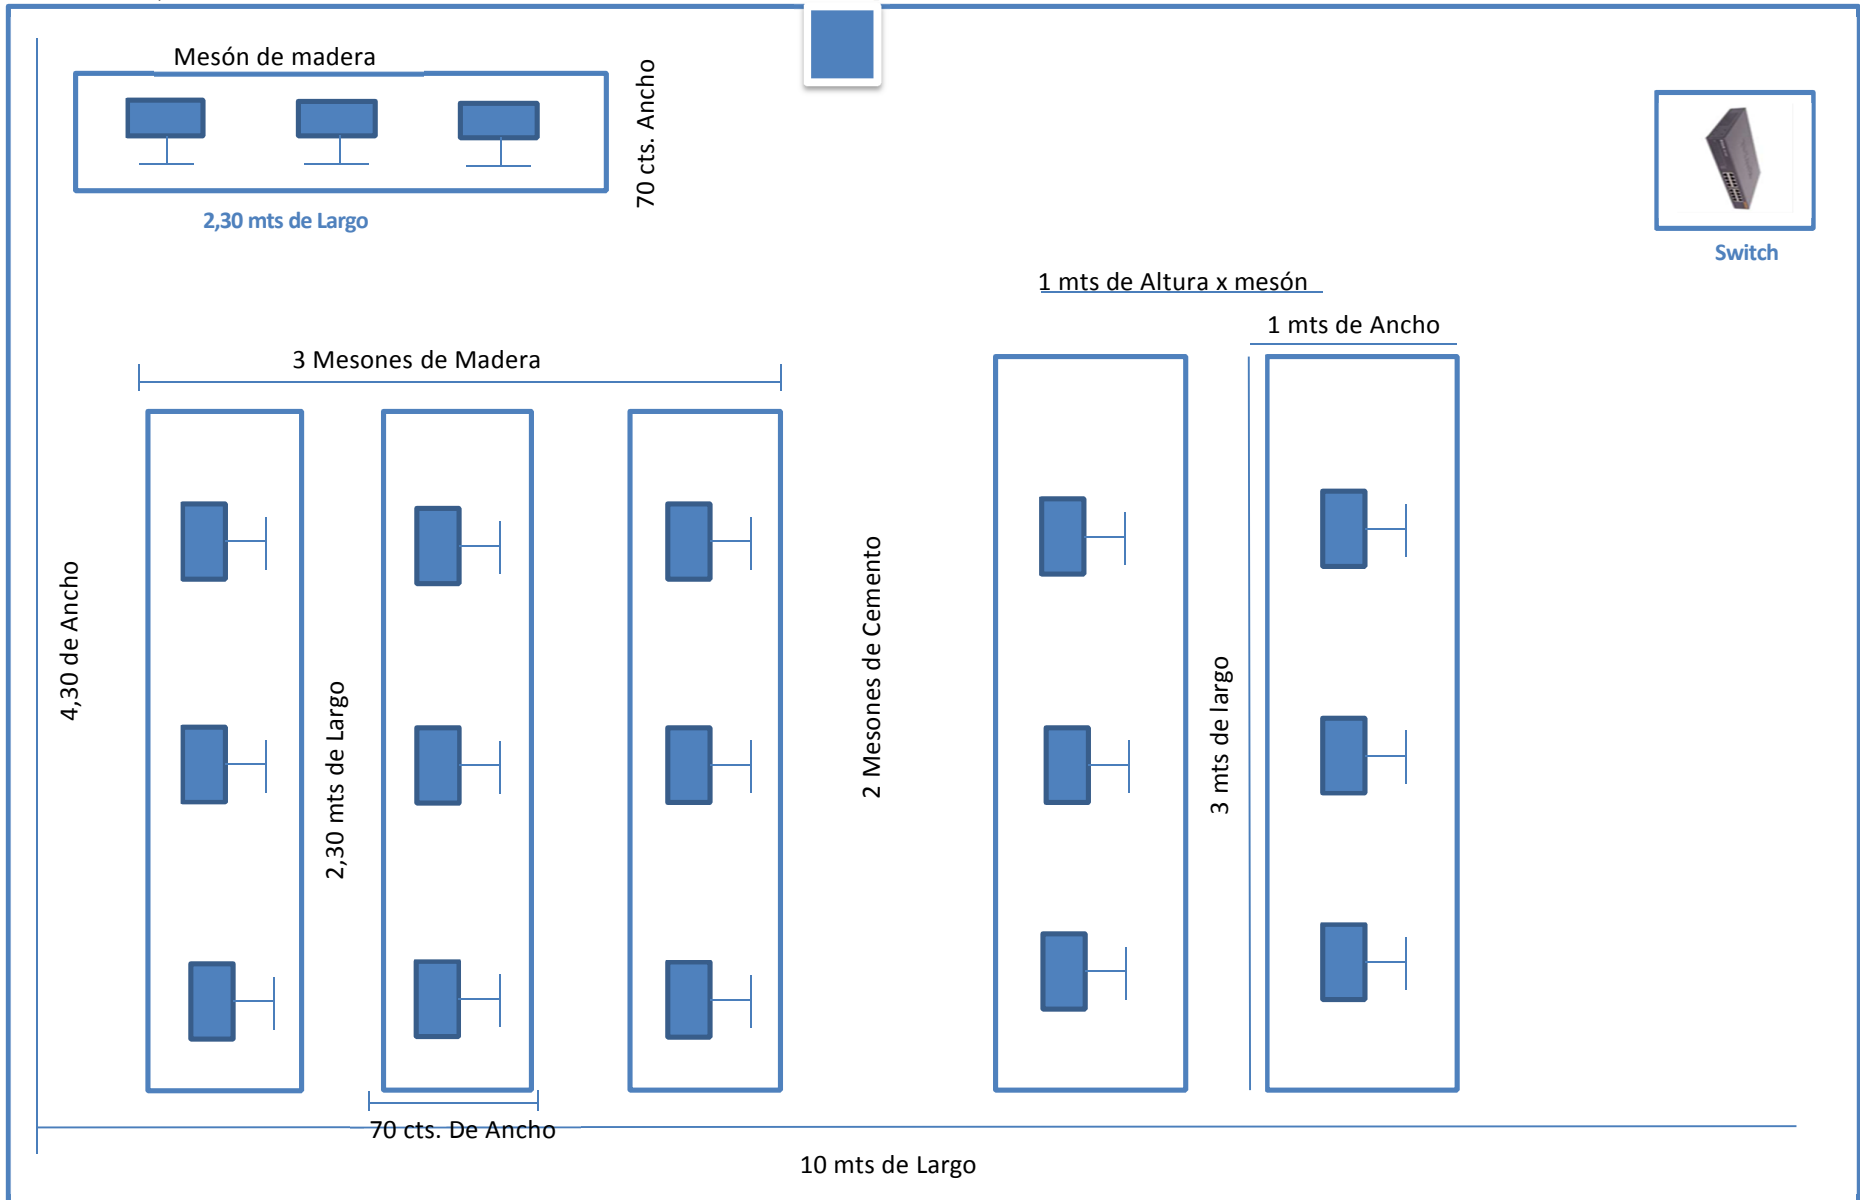 Mesón de madera
70 cts. Ancho
2,30 mts de Largo
Switch
1 mts de Altura x mesón
1 mts de Ancho
3 Mesones de Madera
4,30 de Ancho
2,30 mts de Largo
2 Mesones de Cemento
3 mts de largo
70 cts. De Ancho
10 mts de Largo